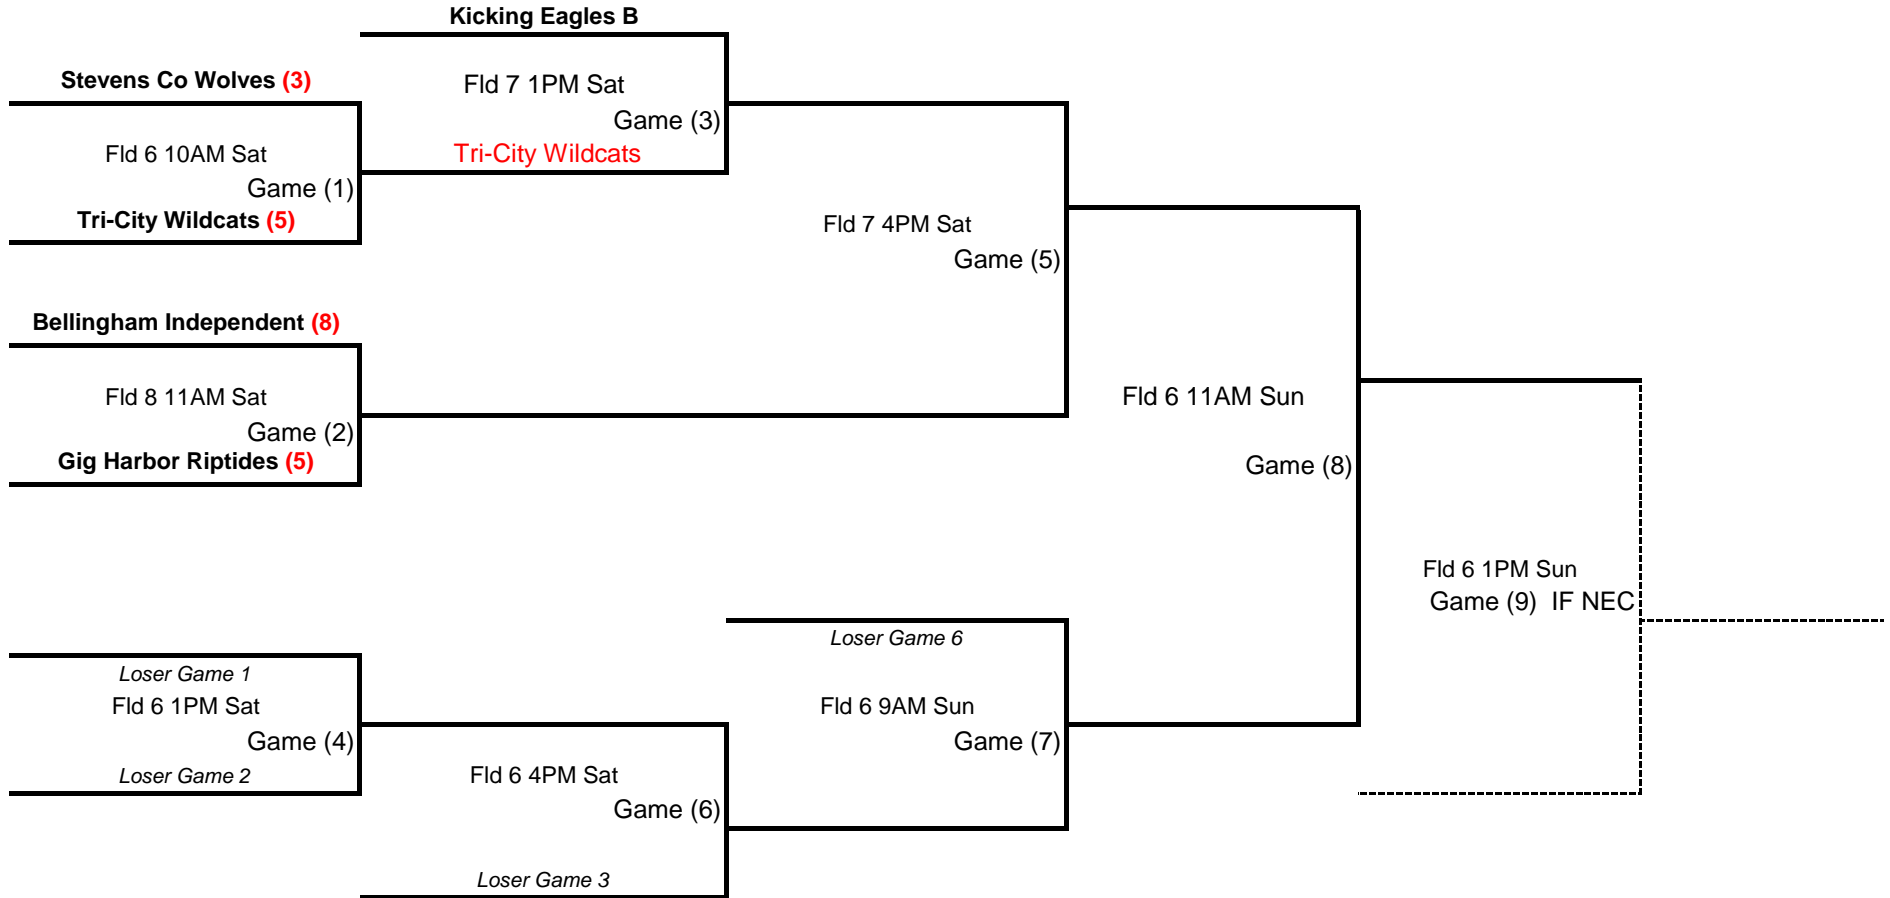 Kicking Eagles B
Stevens Co Wolves (3)
Fld 7 1PM Sat
Game (3)
Fld 6 10AM Sat
Tri-City Wildcats
Game (1)
Tri-City Wildcats (5)
Fld 7 4PM Sat
Game (5)
Bellingham Independent (8)
Fld 8 11AM Sat
Fld 6 11AM Sun
Game (2)
Gig Harbor Riptides (5)
Game (8)
Fld 6 1PM Sun
Game (9) IF NEC
Loser Game 6
Loser Game 1
Fld 6 1PM Sat
Fld 6 9AM Sun
Game (4)
Game (7)
Loser Game 2
Fld 6 4PM Sat
Game (6)
Loser Game 3